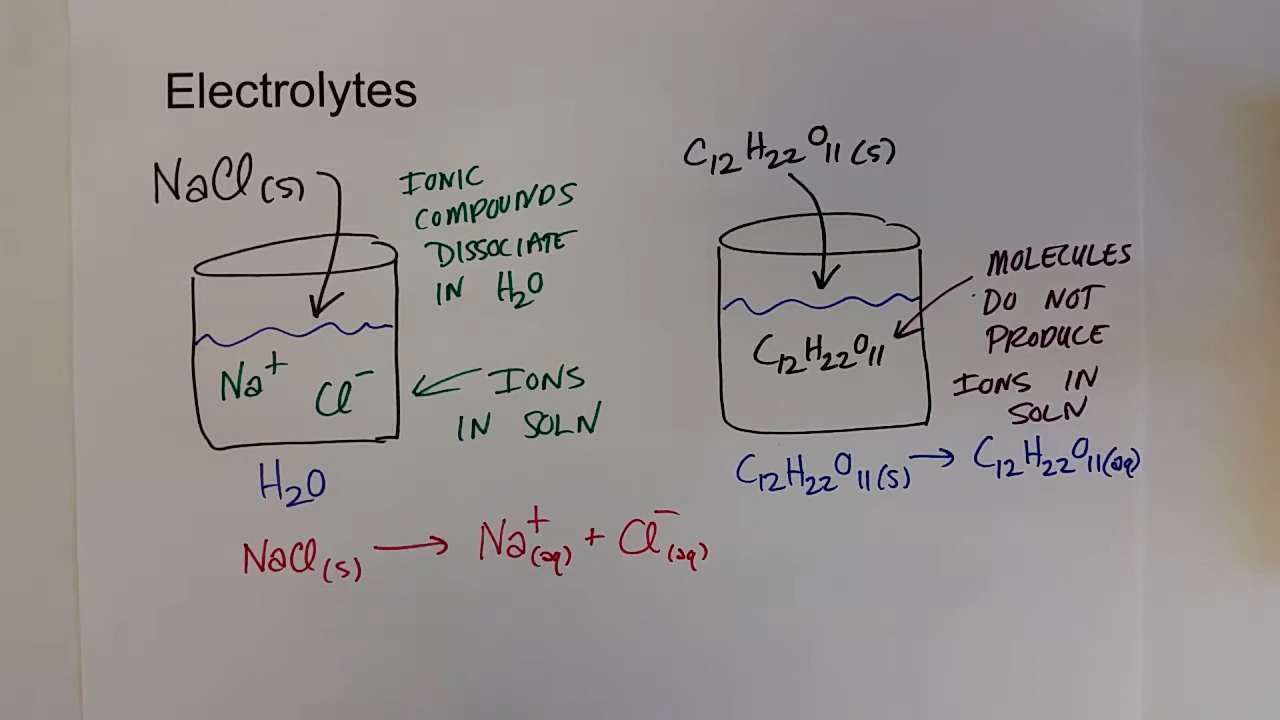 Electrolytes
NaCl(s)
IONIC
COMPOUNDS
DISSOCIATE
IN H₂O
Na⁺ Cl⁻
IONS
IN SOLN
H₂O
NaCl(s) → Na⁺(aq) + Cl⁻(aq)
C₁₂H₂₂O₁₁(s)
C₁₂H₂₂O₁₁
MOLECULES
DO NOT
PRODUCE
IONS IN
SOLN
C₁₂H₂₂O₁₁(s) → C₁₂H₂₂O₁₁(aq)